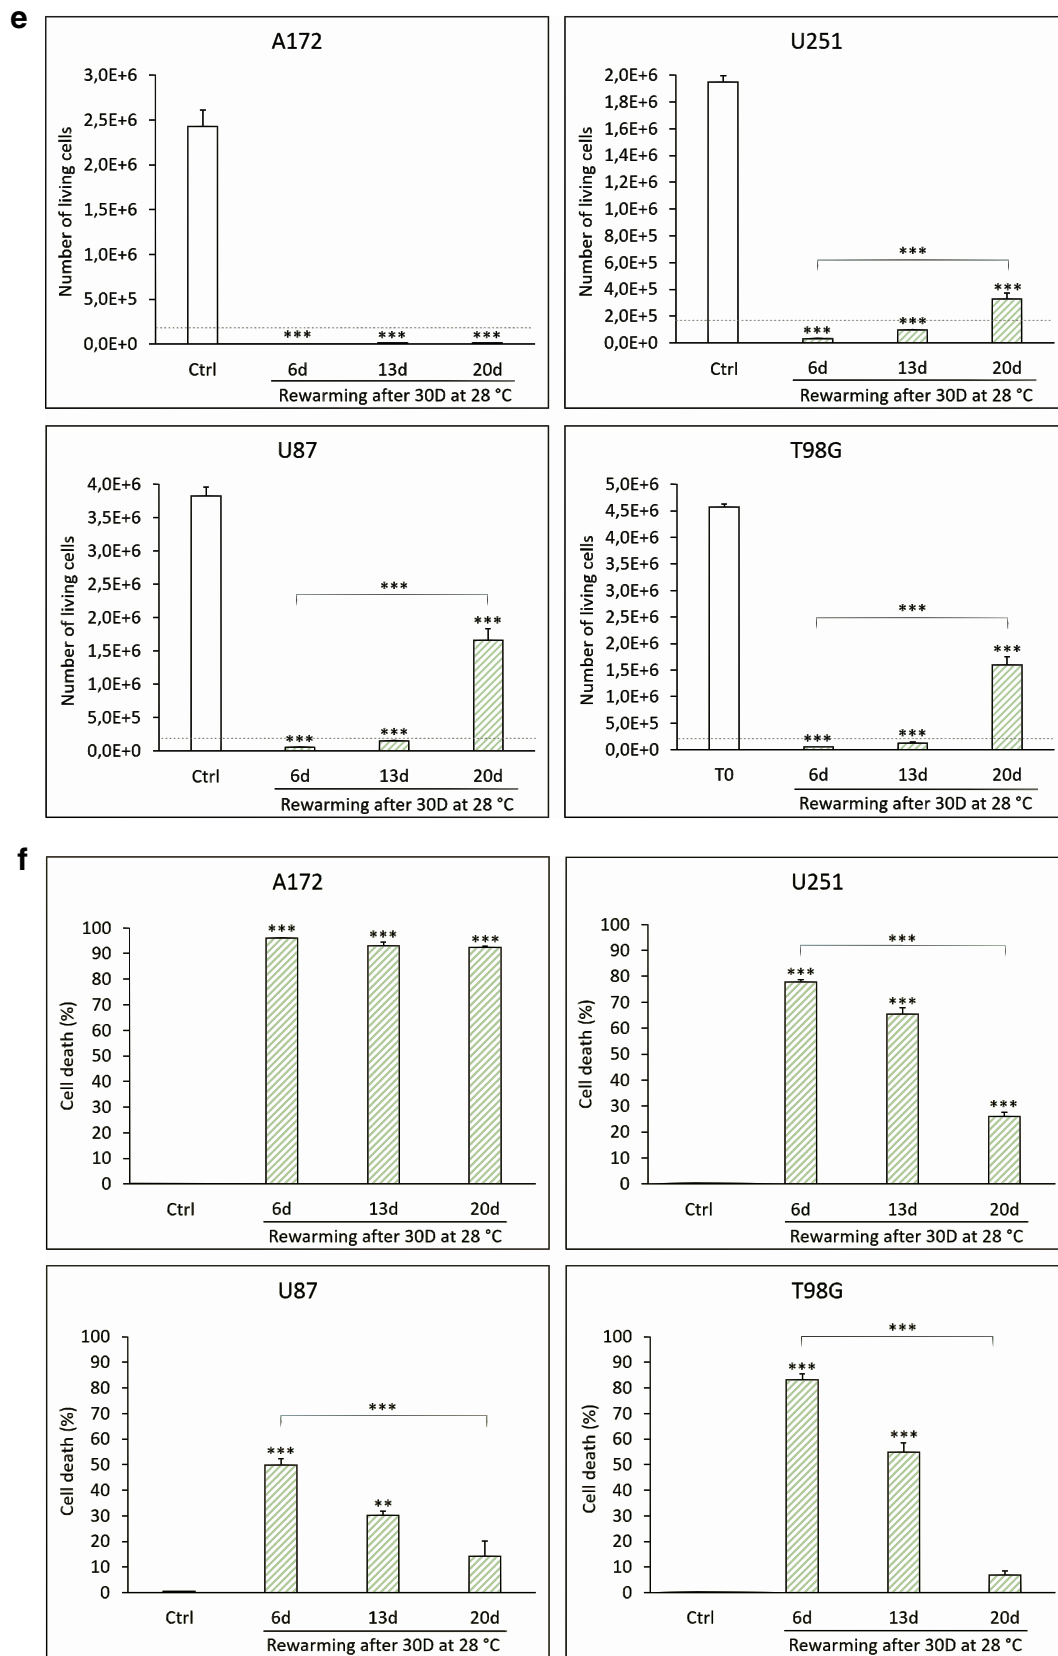 e
A172
Number of living cells
3,0E+6
2,5E+6
2,0E+6
1,5E+6
1,0E+6
5,0E+5
0,0E+0
*** *** ***
Ctrl 6d 13d 20d
Rewarming after 30D at 28 °C
U251
Number of living cells
2,0E+6
1,8E+6
1,6E+6
1,4E+6
1,2E+6
1,0E+6
8,0E+5
6,0E+5
4,0E+5
2,0E+5
0,0E+0
***
*** *** ***
Ctrl 6d 13d 20d
Rewarming after 30D at 28 °C
U87
Number of living cells
4,0E+6
3,5E+6
3,0E+6
2,5E+6
2,0E+6
1,5E+6
1,0E+6
5,0E+5
0,0E+0
***
*** *** ***
Ctrl 6d 13d 20d
Rewarming after 30D at 28 °C
T98G
Number of living cells
5,0E+6
4,5E+6
4,0E+6
3,5E+6
3,0E+6
2,5E+6
2,0E+6
1,5E+6
1,0E+6
5,0E+5
0,0E+0
***
*** *** ***
T0 6d 13d 20d
Rewarming after 30D at 28 °C
f
A172
Cell death (%)
100
90
80
70
60
50
40
30
20
10
0
*** *** ***
Ctrl 6d 13d 20d
Rewarming after 30D at 28 °C
U251
Cell death (%)
100
90
80
70
60
50
40
30
20
10
0
***
*** *** ***
Ctrl 6d 13d 20d
Rewarming after 30D at 28 °C
U87
Cell death (%)
100
90
80
70
60
50
40
30
20
10
0
***
*** **
Ctrl 6d 13d 20d
Rewarming after 30D at 28 °C
T98G
Cell death (%)
100
90
80
70
60
50
40
30
20
10
0
***
*** ***
Ctrl 6d 13d 20d
Rewarming after 30D at 28 °C